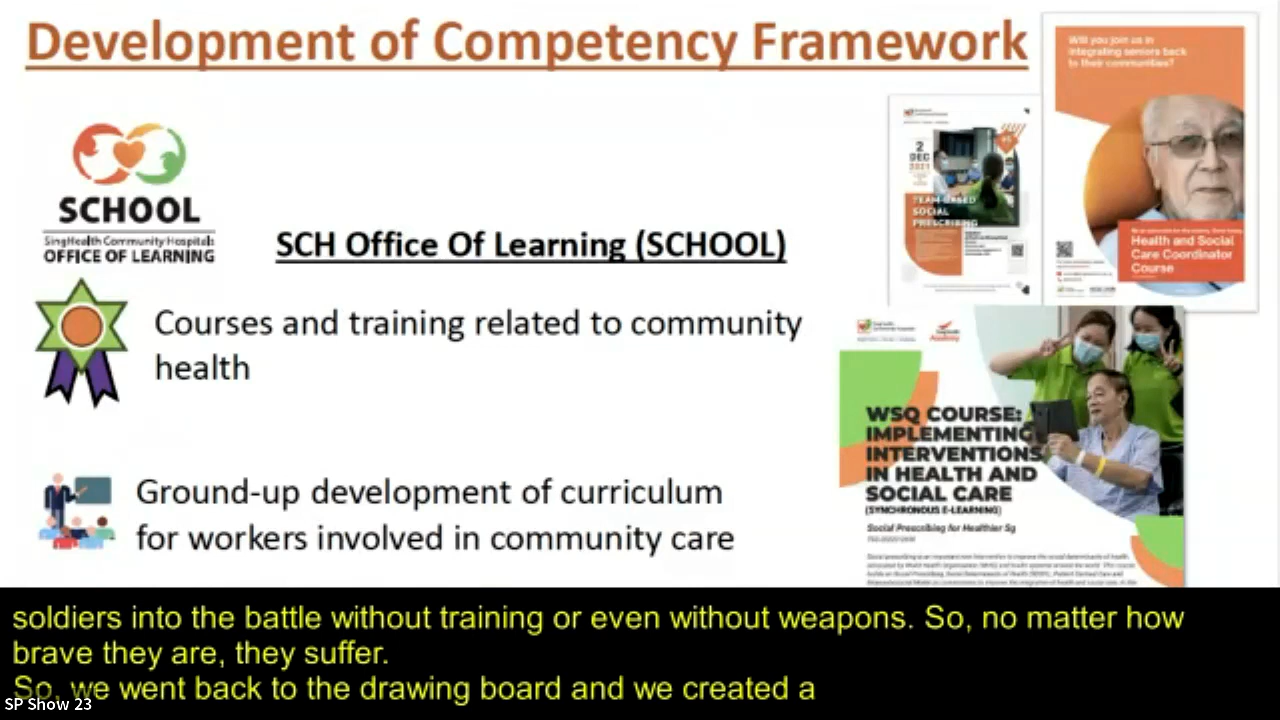 Development of Competency Framework
SCHOOL
SingHealth Community Hospitals
OFFICE OF LEARNING
SCH Office Of Learning (SCHOOL)
Courses and training related to community
health
Ground-up development of curriculum
for workers involved in community care
2
DEC
2021
TEAM-BASED
SOCIAL
PRESCRIBING
Will you join us in
integrating seniors back
to their communities?
Health and Social
Care Coordinator
Course
WSQ COURSE:
IMPLEMENTING
INTERVENTIONS
IN HEALTH AND
SOCIAL CARE
(SYNCHRONOUS E-LEARNING)
Social Prescribing for Healthier Sg
soldiers into the battle without training or even without weapons. So, no matter how
brave they are, they suffer.
So, we went back to the drawing board and we created a
SP Show 23